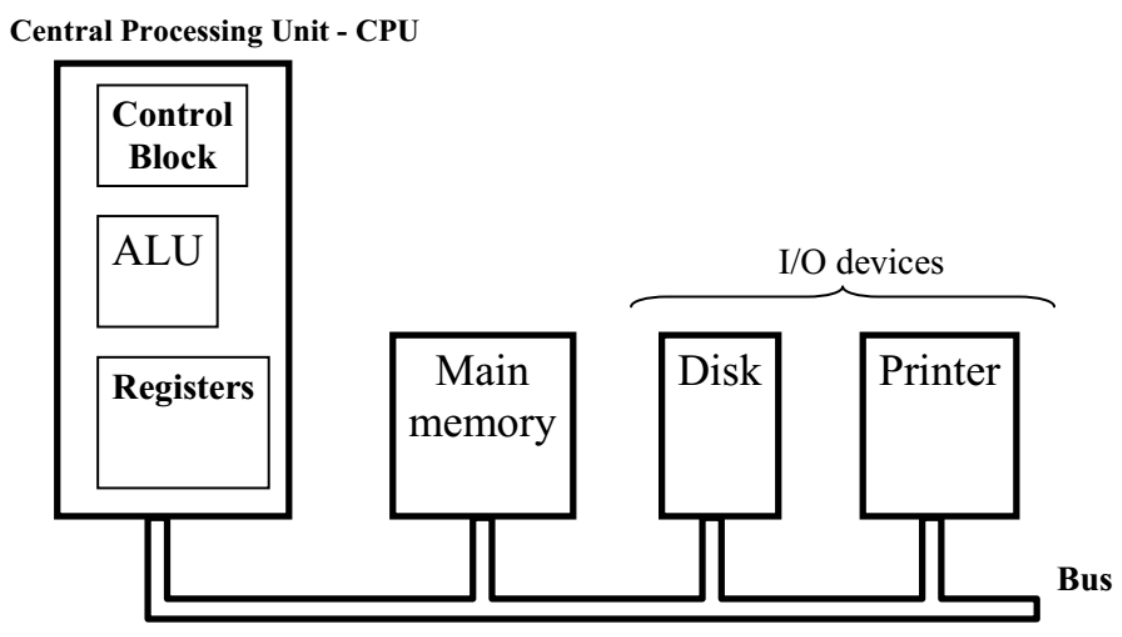 Central Processing Unit - CPU
Control
Block
ALU
Registers
I/O devices
Main
memory
Disk
Printer
Bus